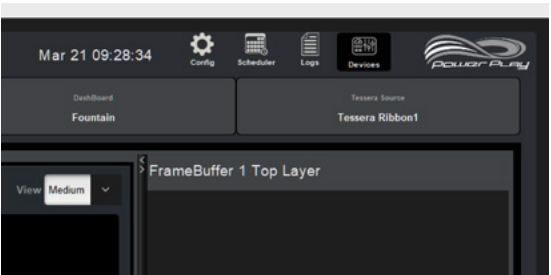 Mar 21 09:28:34
Config
Scheduler
Logs
Devices
Power Play
DashBoard
Fountain
Tessera Source
Tessera Ribbon1
View Medium
FrameBuffer 1 Top Layer